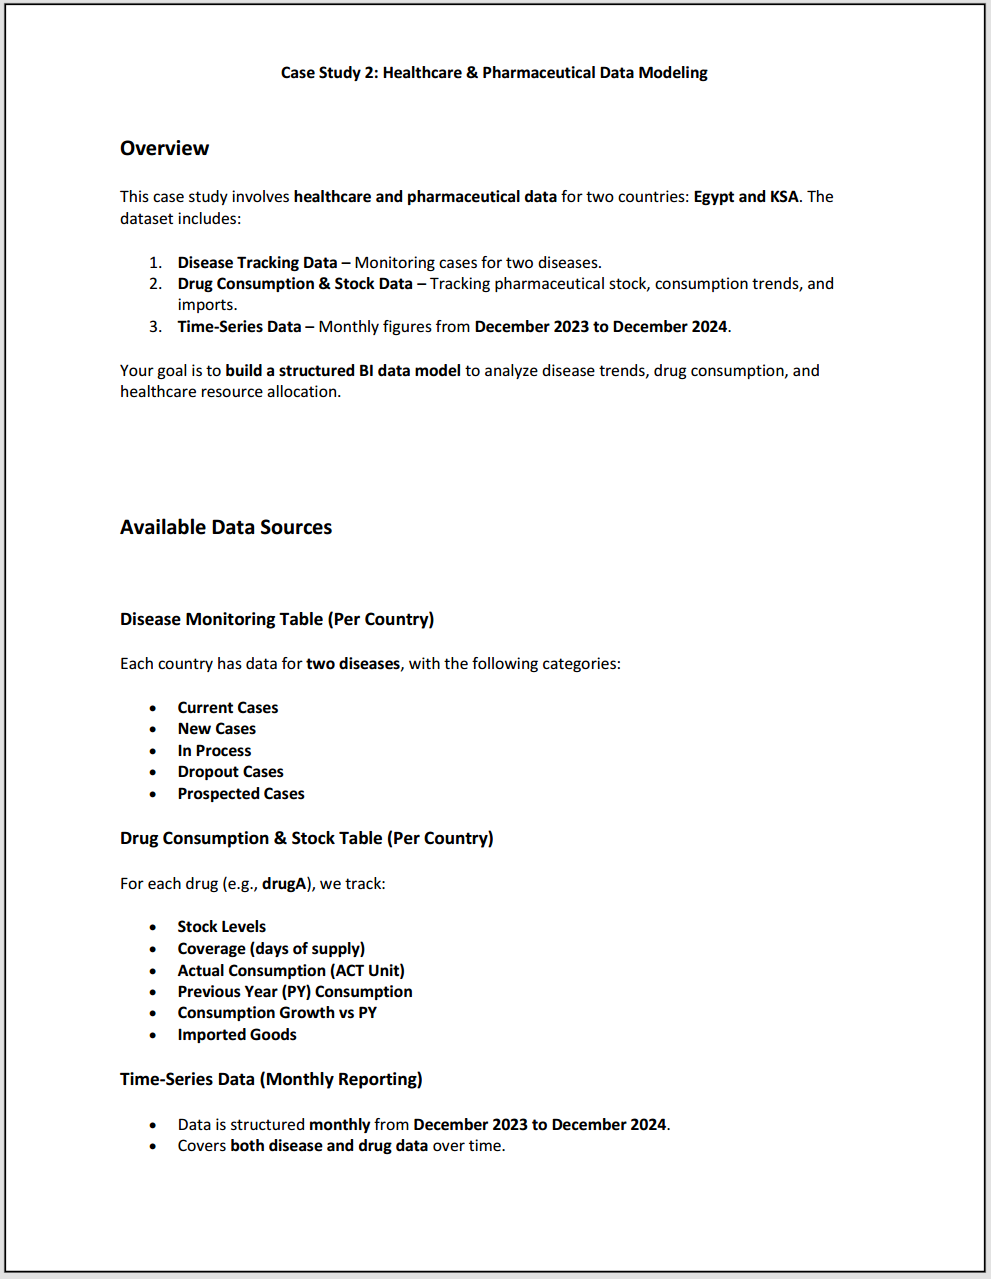 Case Study 2: Healthcare & Pharmaceutical Data Modeling
Overview
This case study involves healthcare and pharmaceutical data for two countries: Egypt and KSA. The
dataset includes:
1. Disease Tracking Data – Monitoring cases for two diseases.
2. Drug Consumption & Stock Data – Tracking pharmaceutical stock, consumption trends, and
imports.
3. Time-Series Data – Monthly figures from December 2023 to December 2024.
Your goal is to build a structured BI data model to analyze disease trends, drug consumption, and
healthcare resource allocation.
Available Data Sources
Disease Monitoring Table (Per Country)
Each country has data for two diseases, with the following categories:
• Current Cases
• New Cases
• In Process
• Dropout Cases
• Prospected Cases
Drug Consumption & Stock Table (Per Country)
For each drug (e.g., drugA), we track:
• Stock Levels
• Coverage (days of supply)
• Actual Consumption (ACT Unit)
• Previous Year (PY) Consumption
• Consumption Growth vs PY
• Imported Goods
Time-Series Data (Monthly Reporting)
• Data is structured monthly from December 2023 to December 2024.
• Covers both disease and drug data over time.